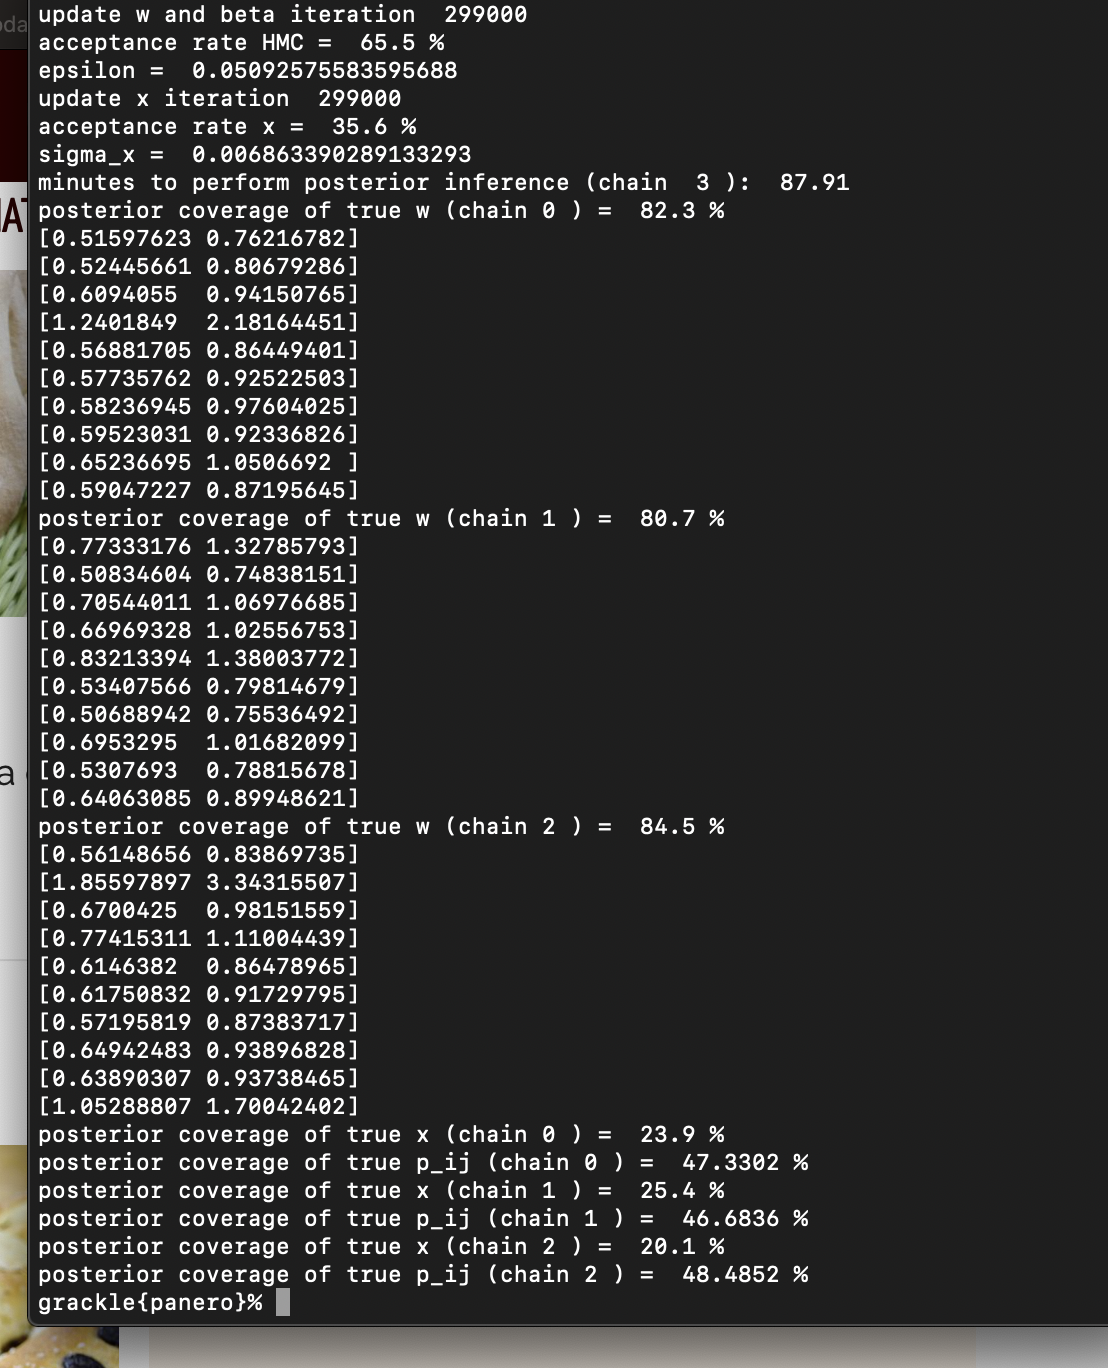 pda
update w and beta iteration  299000
acceptance rate HMC =  65.5 %
epsilon =  0.05092575583595688
update x iteration  299000
acceptance rate x =  35.6 %
sigma_x =  0.006863390289133293
minutes to perform posterior inference (chain  3 ):  87.91
posterior coverage of true w (chain 0 ) =  82.3 %
[0.51597623 0.76216782]
[0.52445661 0.80679286]
[0.6094055  0.94150765]
[1.2401849  2.18164451]
[0.56881705 0.86449401]
[0.57735762 0.92522503]
[0.58236945 0.97604025]
[0.59523031 0.92336826]
[0.65236695 1.0506692 ]
[0.59047227 0.87195645]
posterior coverage of true w (chain 1 ) =  80.7 %
[0.77333176 1.32785793]
[0.50834604 0.74838151]
[0.70544011 1.06976685]
[0.66969328 1.02556753]
[0.83213394 1.38003772]
[0.53407566 0.79814679]
[0.50688942 0.75536492]
[0.6953295  1.01682099]
[0.5307693  0.78815678]
[0.64063085 0.89948621]
posterior coverage of true w (chain 2 ) =  84.5 %
[0.56148656 0.83869735]
[1.85597897 3.34315507]
[0.6700425  0.98151559]
[0.77415311 1.11004439]
[0.6146382  0.86478965]
[0.61750832 0.91729795]
[0.57195819 0.87383717]
[0.64942483 0.93896828]
[0.63890307 0.93738465]
[1.05288807 1.70042402]
posterior coverage of true x (chain 0 ) =  23.9 %
posterior coverage of true p_ij (chain 0 ) =  47.3302 %
posterior coverage of true x (chain 1 ) =  25.4 %
posterior coverage of true p_ij (chain 1 ) =  46.6836 %
posterior coverage of true x (chain 2 ) =  20.1 %
posterior coverage of true p_ij (chain 2 ) =  48.4852 %
grackle{panero}%